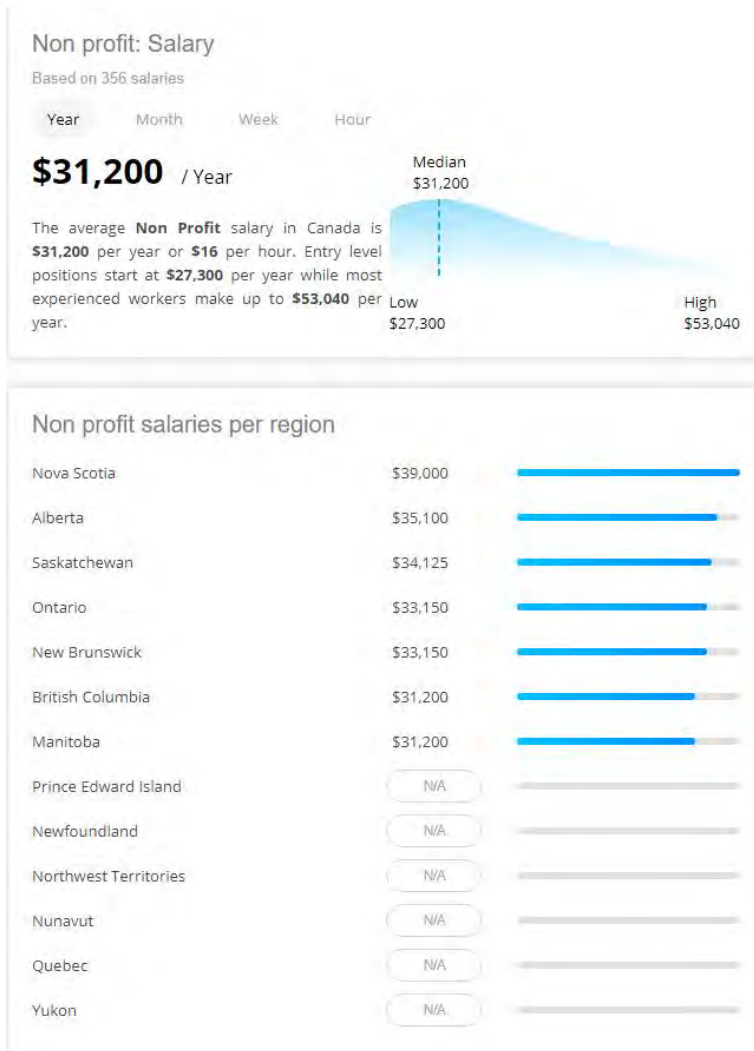 Non profit: Salary
Based on 356 salaries
Year Month Week Hour
$31,200 / Year
The average Non Profit salary in Canada is
$31,200 per year or $16 per hour. Entry level
positions start at $27,300 per year while most
experienced workers make up to $53,040 per
year.
Median
$31,200
Low
$27,300
High
$53,040
Non profit salaries per region
Nova Scotia $39,000
Alberta $35,100
Saskatchewan $34,125
Ontario $33,150
New Brunswick $33,150
British Columbia $31,200
Manitoba $31,200
Prince Edward Island N/A
Newfoundland N/A
Northwest Territories N/A
Nunavut N/A
Quebec N/A
Yukon N/A